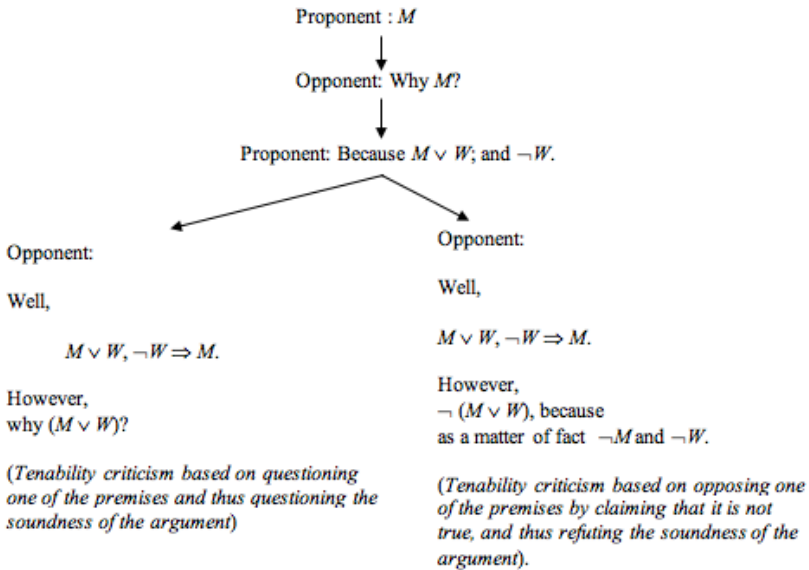 Proponent : M
Opponent: Why M?
Proponent: Because M ∨ W; and ¬W.
Opponent:
Well,
M ∨ W, ¬W ⇒ M.
However,
why (M ∨ W)?
(Tenability criticism based on questioning
one of the premises and thus questioning the
soundness of the argument)
Opponent:
Well,
M ∨ W, ¬W ⇒ M.
However,
¬ (M ∨ W), because
as a matter of fact ¬M and ¬W.
(Tenability criticism based on opposing one
of the premises by claiming that it is not
true, and thus refuting the soundness of the
argument).